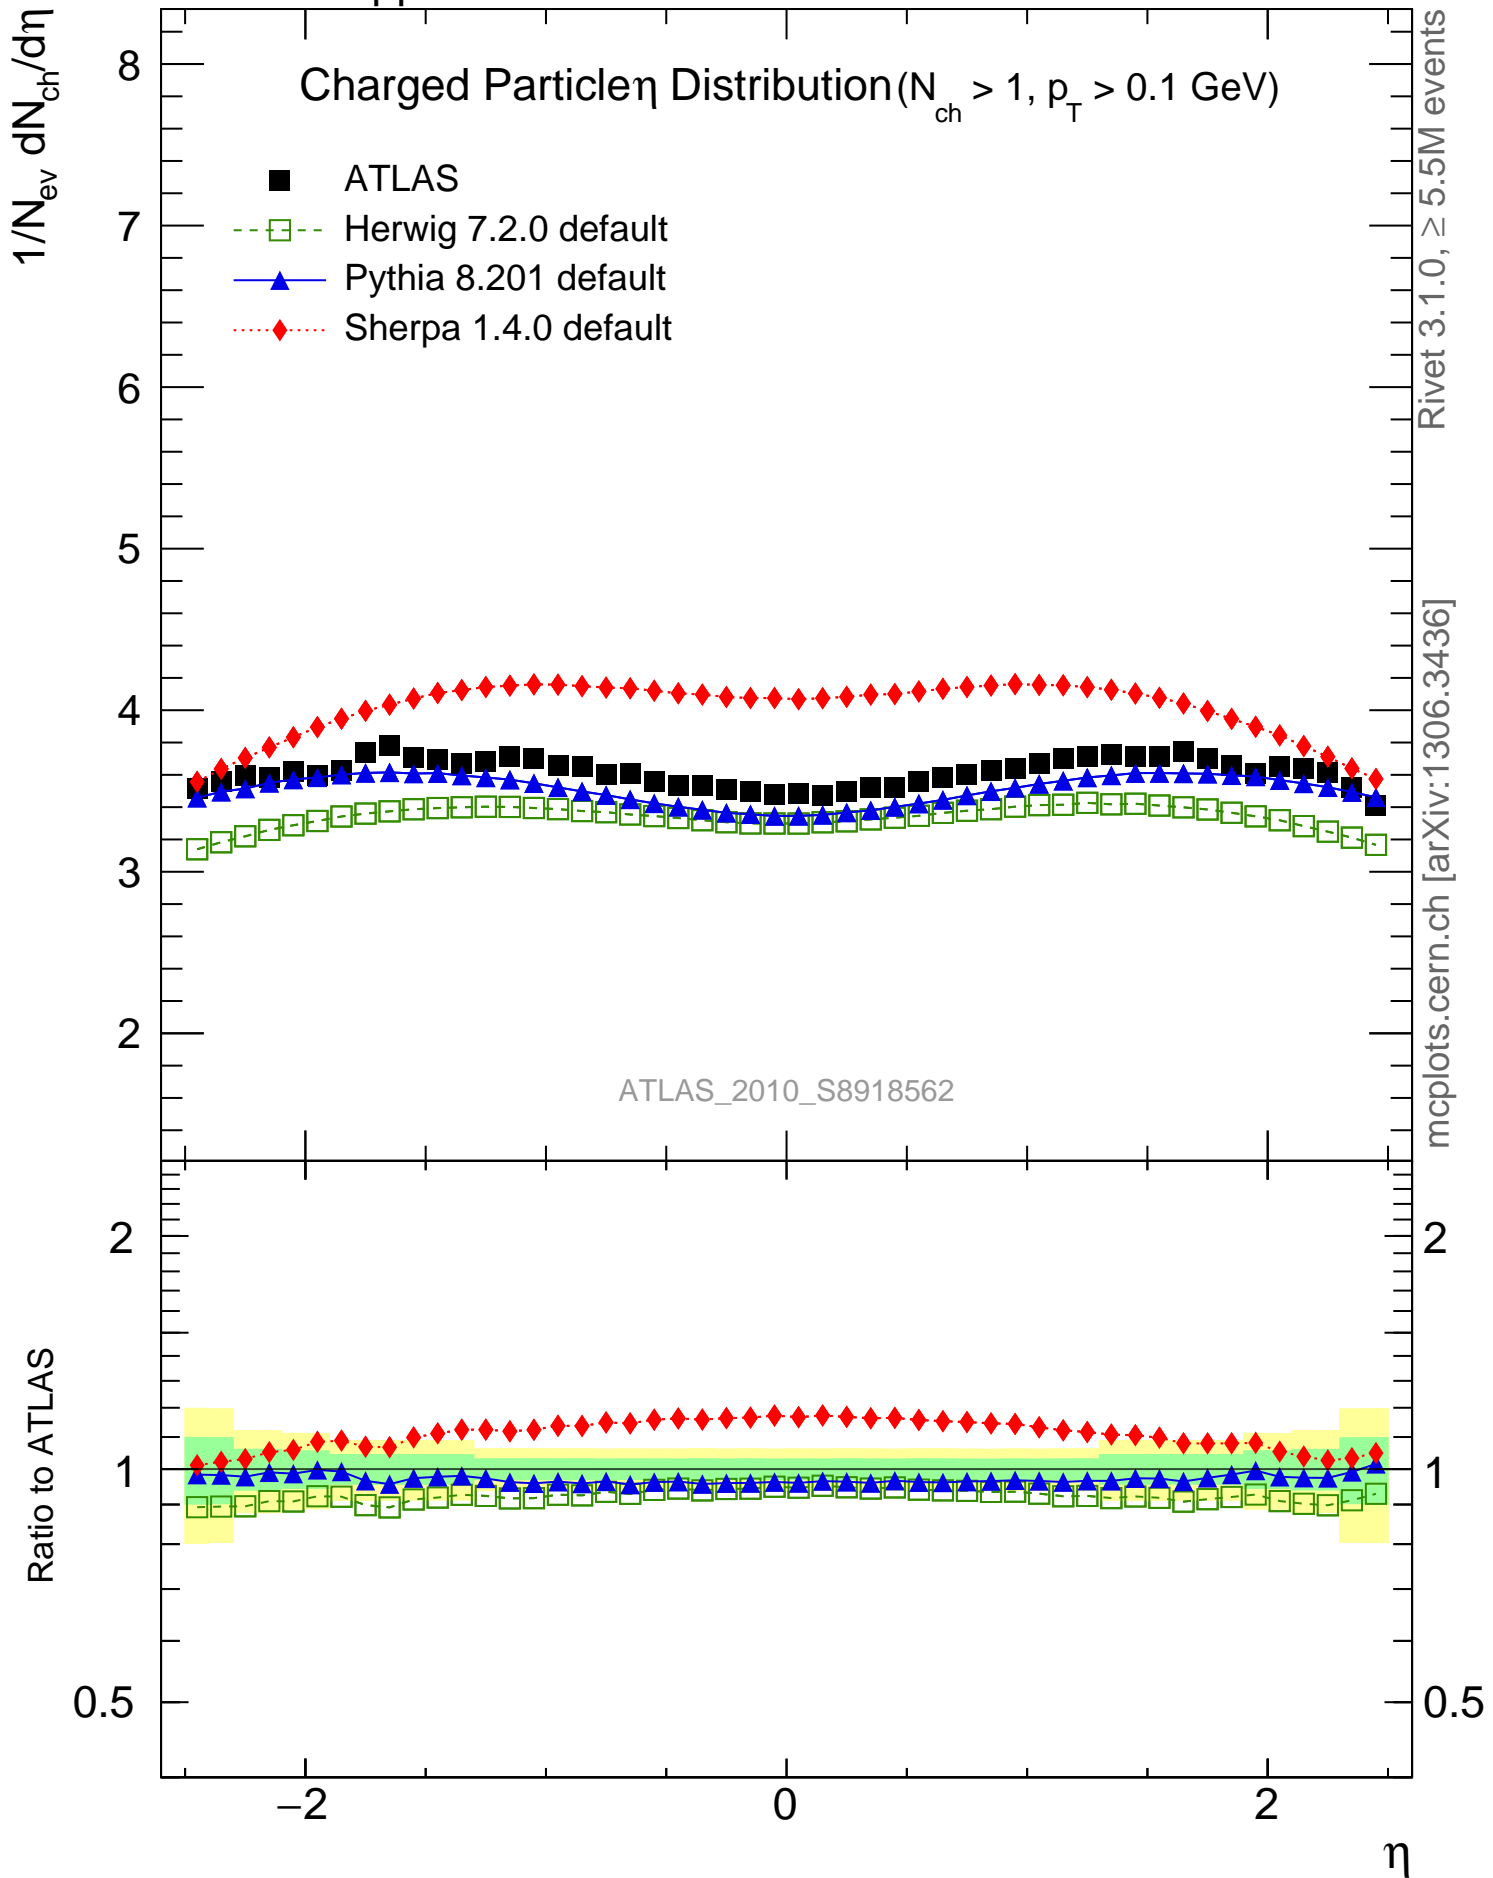 pp
1/N_ev dN_ch/dη
Charged Particleη Distribution (N_ch > 1, p_T > 0.1 GeV)
ATLAS
Herwig 7.2.0 default
Pythia 8.201 default
Sherpa 1.4.0 default
8
7
6
5
4
3
2
ATLAS_2010_S8918562
Rivet 3.1.0, ≥ 5.5M events
mcplots.cern.ch [arXiv:1306.3436]
Ratio to ATLAS
2
1
0.5
2
1
0.5
−2
0
2
η